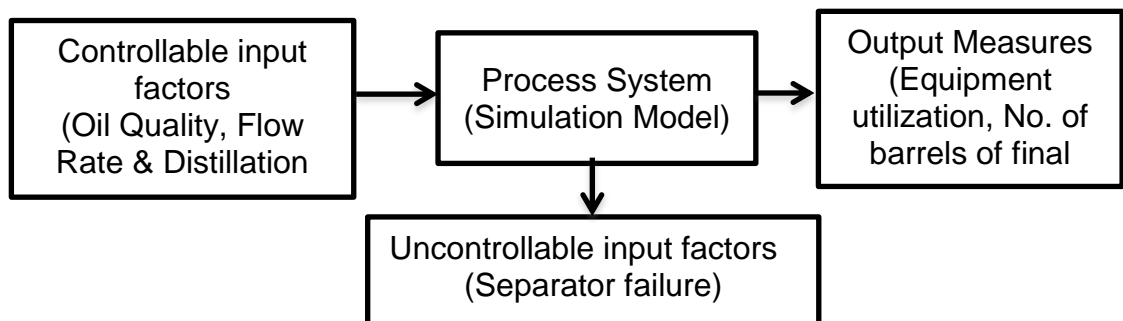 Controllable input
factors
(Oil Quality, Flow
Rate & Distillation
Process System
(Simulation Model)
Output Measures
(Equipment
utilization, No. of
barrels of final
Uncontrollable input factors
(Separator failure)